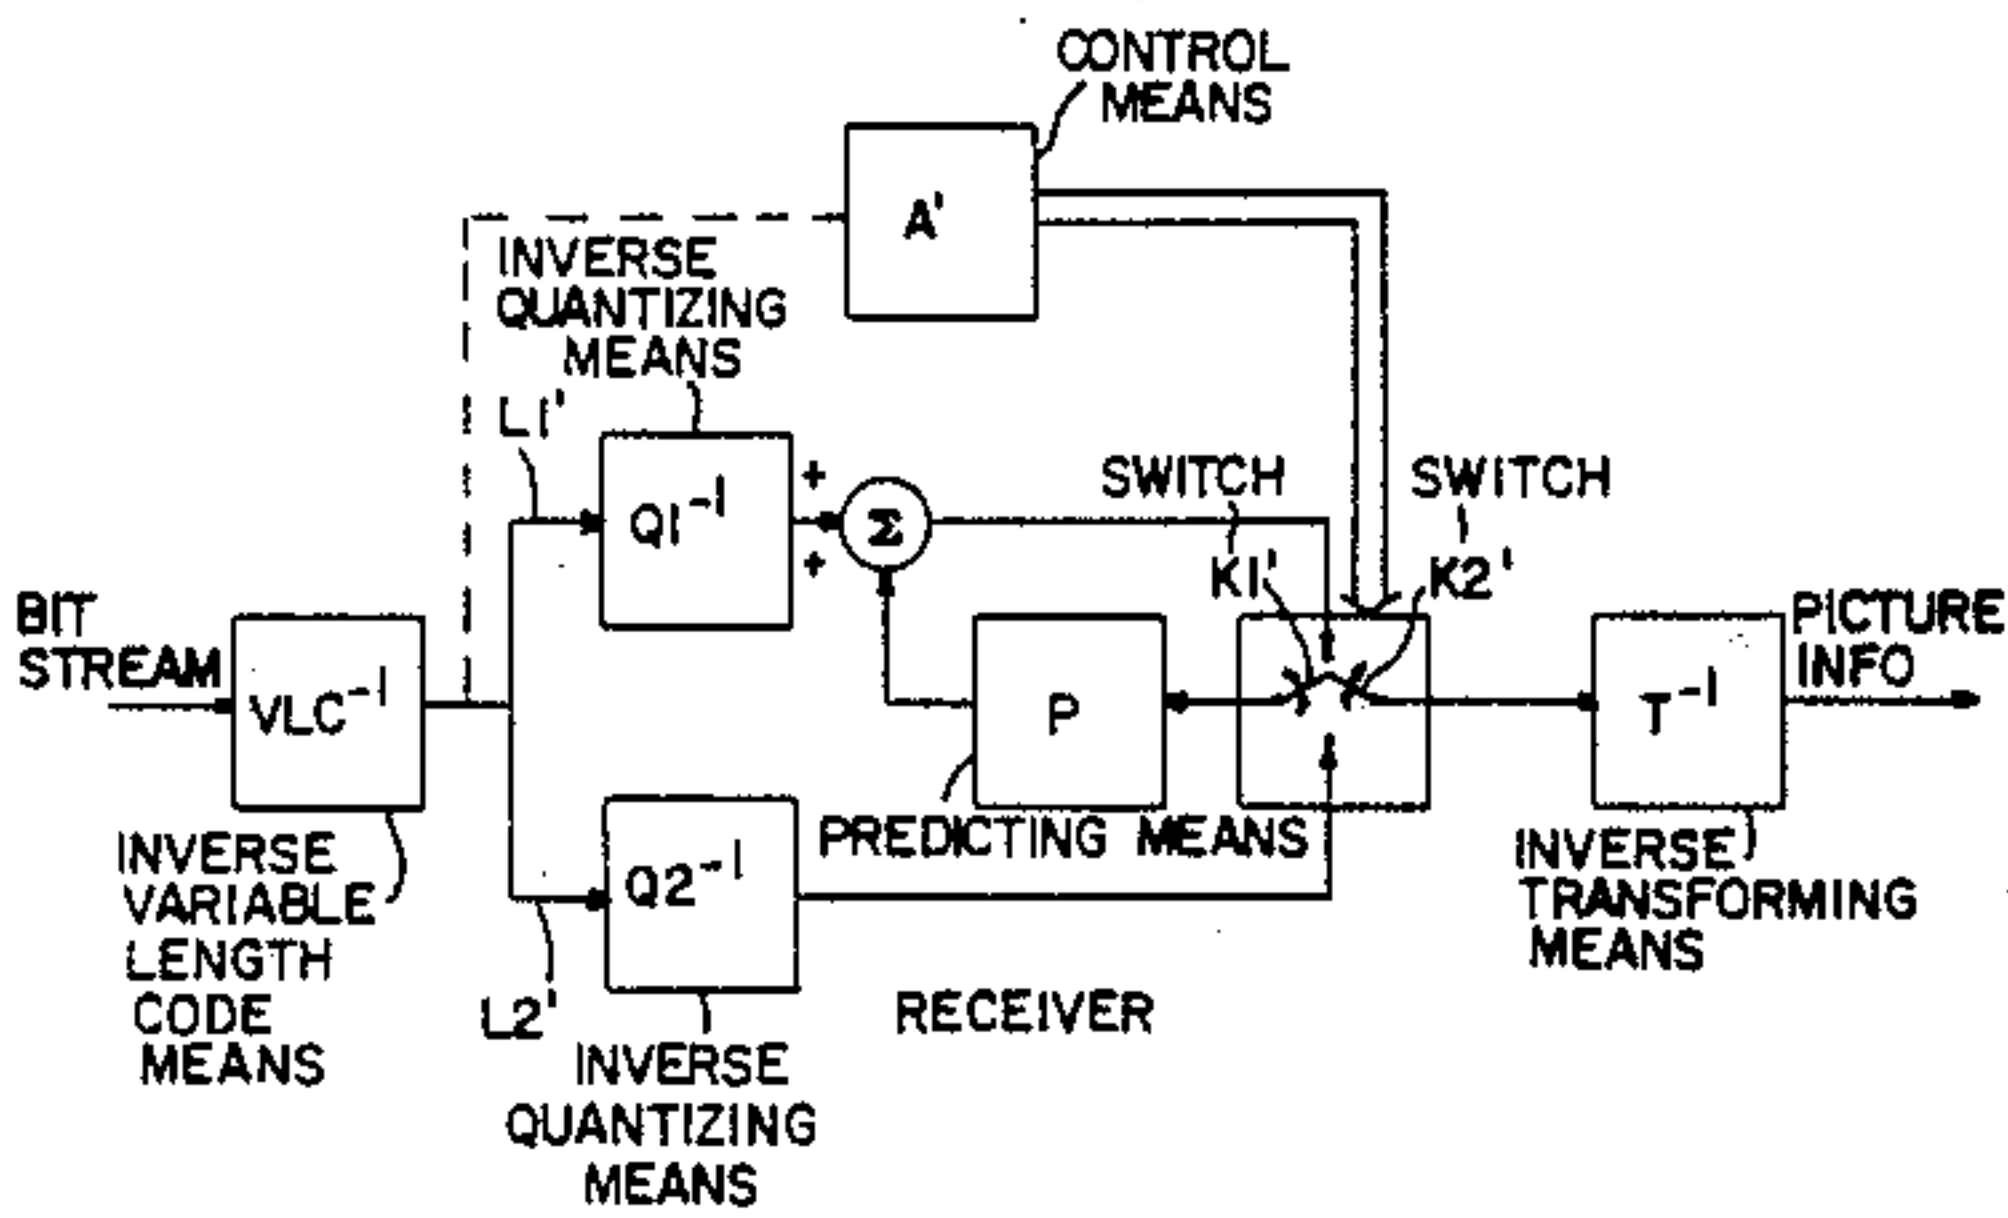 CONTROL
MEANS
A'
INVERSE
QUANTIZING
MEANS
L1'
Q1⁻¹
+
+
Σ
SWITCH
K1'
SWITCH
K2'
BIT
STREAM
VLC⁻¹
P
T⁻¹
PICTURE
INFO
INVERSE
VARIABLE
LENGTH
CODE
MEANS
PREDICTING MEANS
Q2⁻¹
L2'
INVERSE
QUANTIZING
MEANS
RECEIVER
INVERSE
TRANSFORMING
MEANS